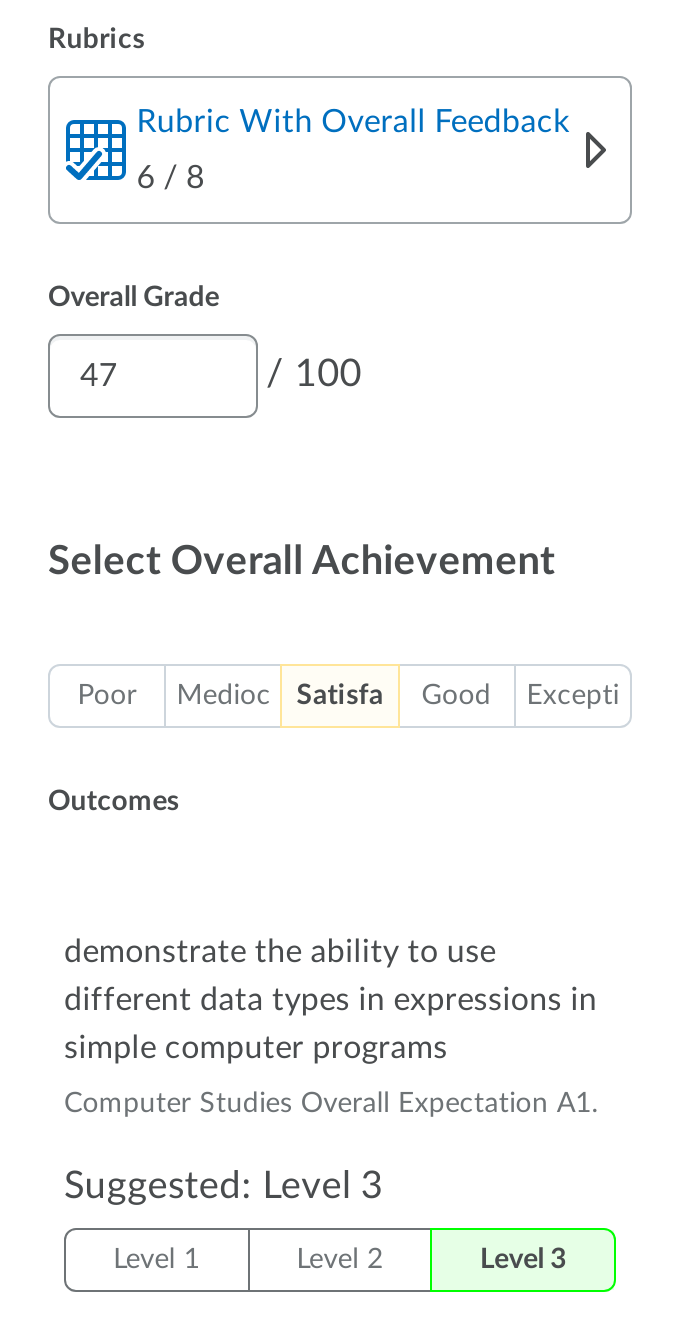 Rubrics
Rubric With Overall Feedback
6 / 8
Overall Grade
47 / 100
Select Overall Achievement
Poor Medioc Satisfa Good Excepti
Outcomes
demonstrate the ability to use
different data types in expressions in
simple computer programs
Computer Studies Overall Expectation A1.
Suggested: Level 3
Level 1 Level 2 Level 3